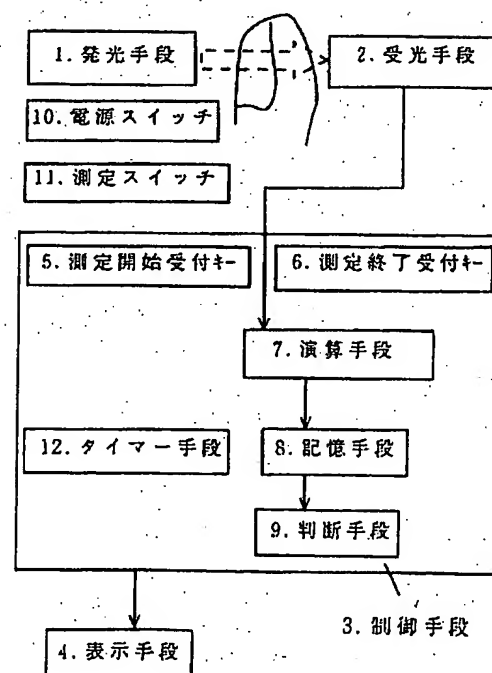 1.発光手段
2.受光手段
10.電源スイッチ
11.測定スイッチ
5.測定開始受付キー
6.測定終了受付キー
7.演算手段
12.タイマー手段
8.記憶手段
9.判断手段
3.制御手段
4.表示手段